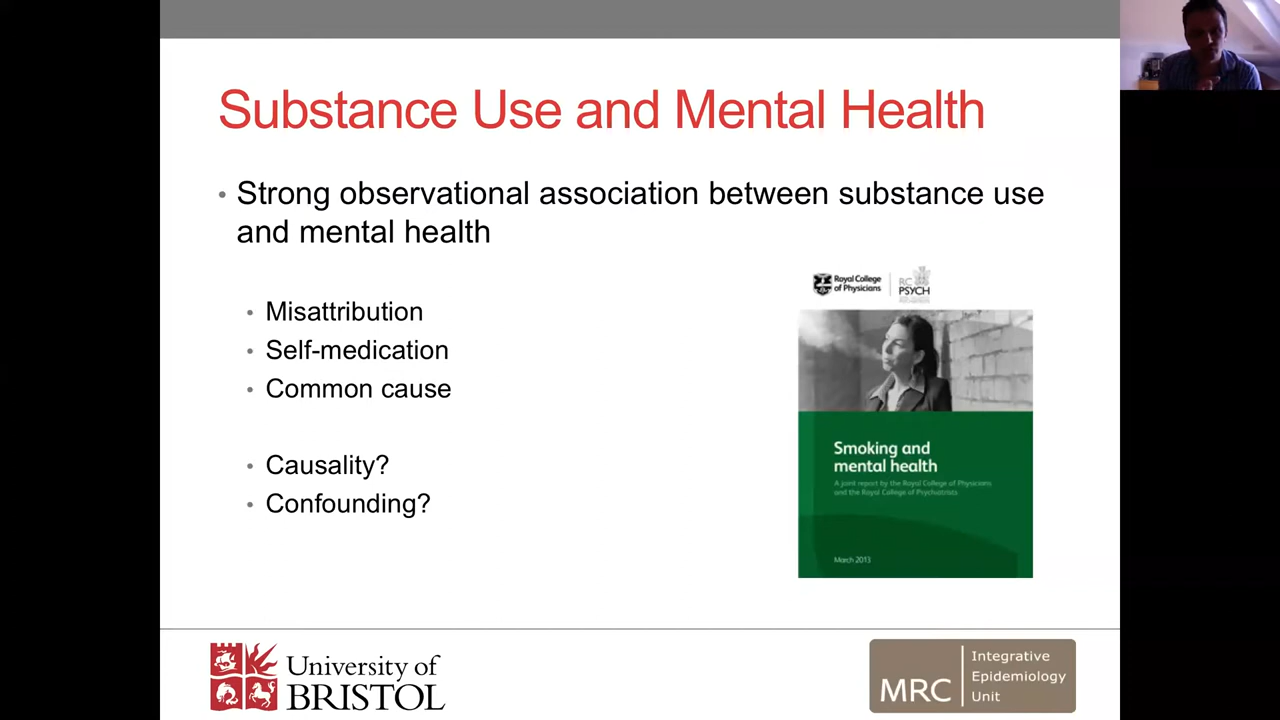 Substance Use and Mental Health
• Strong observational association between substance use
and mental health
• Misattribution
• Self-medication
• Common cause
• Causality?
• Confounding?
Royal College
of Physicians
RC
PSYCH
Smoking and
mental health
A joint report by the Royal College of Physicians
and the Royal College of Psychiatrists
March 2013
University of
BRISTOL
MRC
Integrative
Epidemiology
Unit